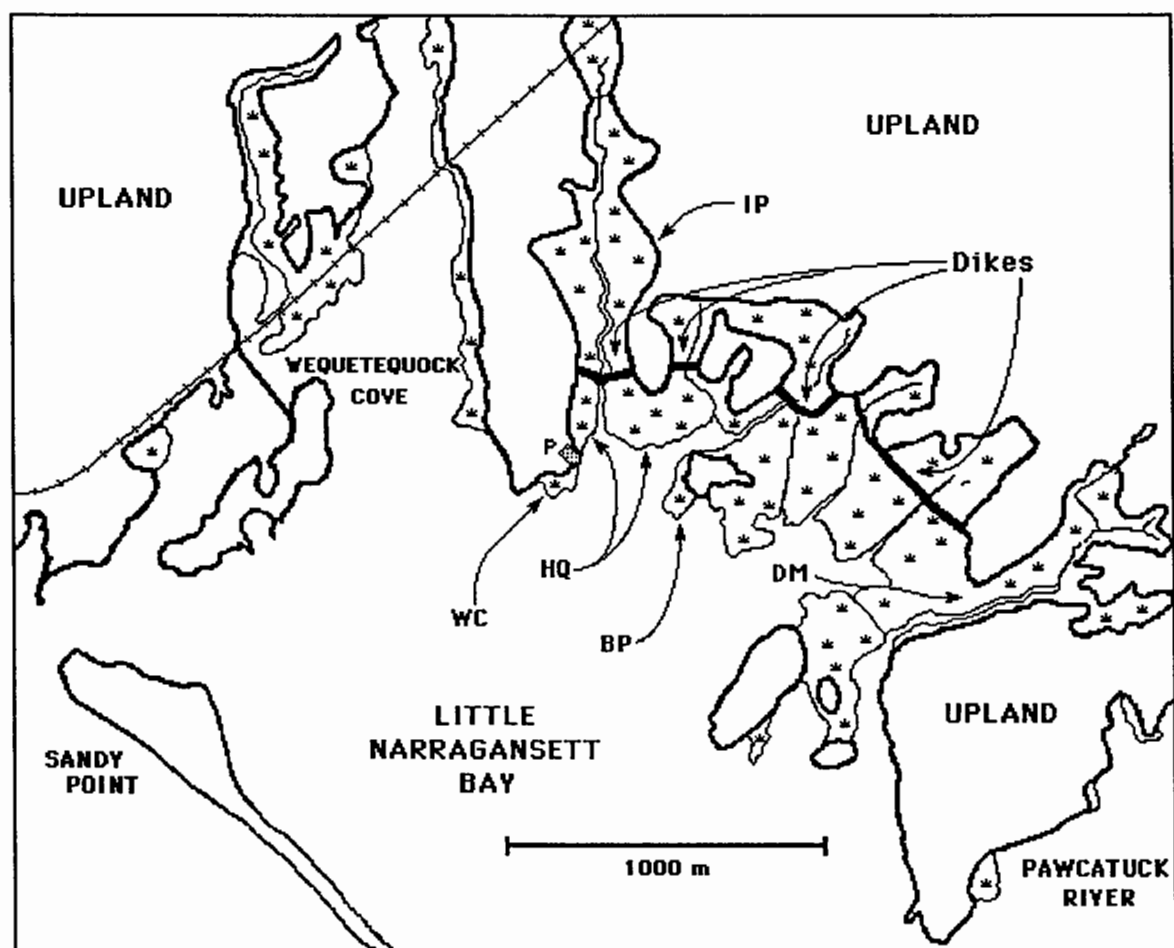 UPLAND
UPLAND
IP
Dikes
WEQUETEQUOCK
COVE
P
HQ
DM
WC
BP
UPLAND
LITTLE
NARRAGANSETT
BAY
SANDY
POINT
1000 m
PAWCATUCK
RIVER